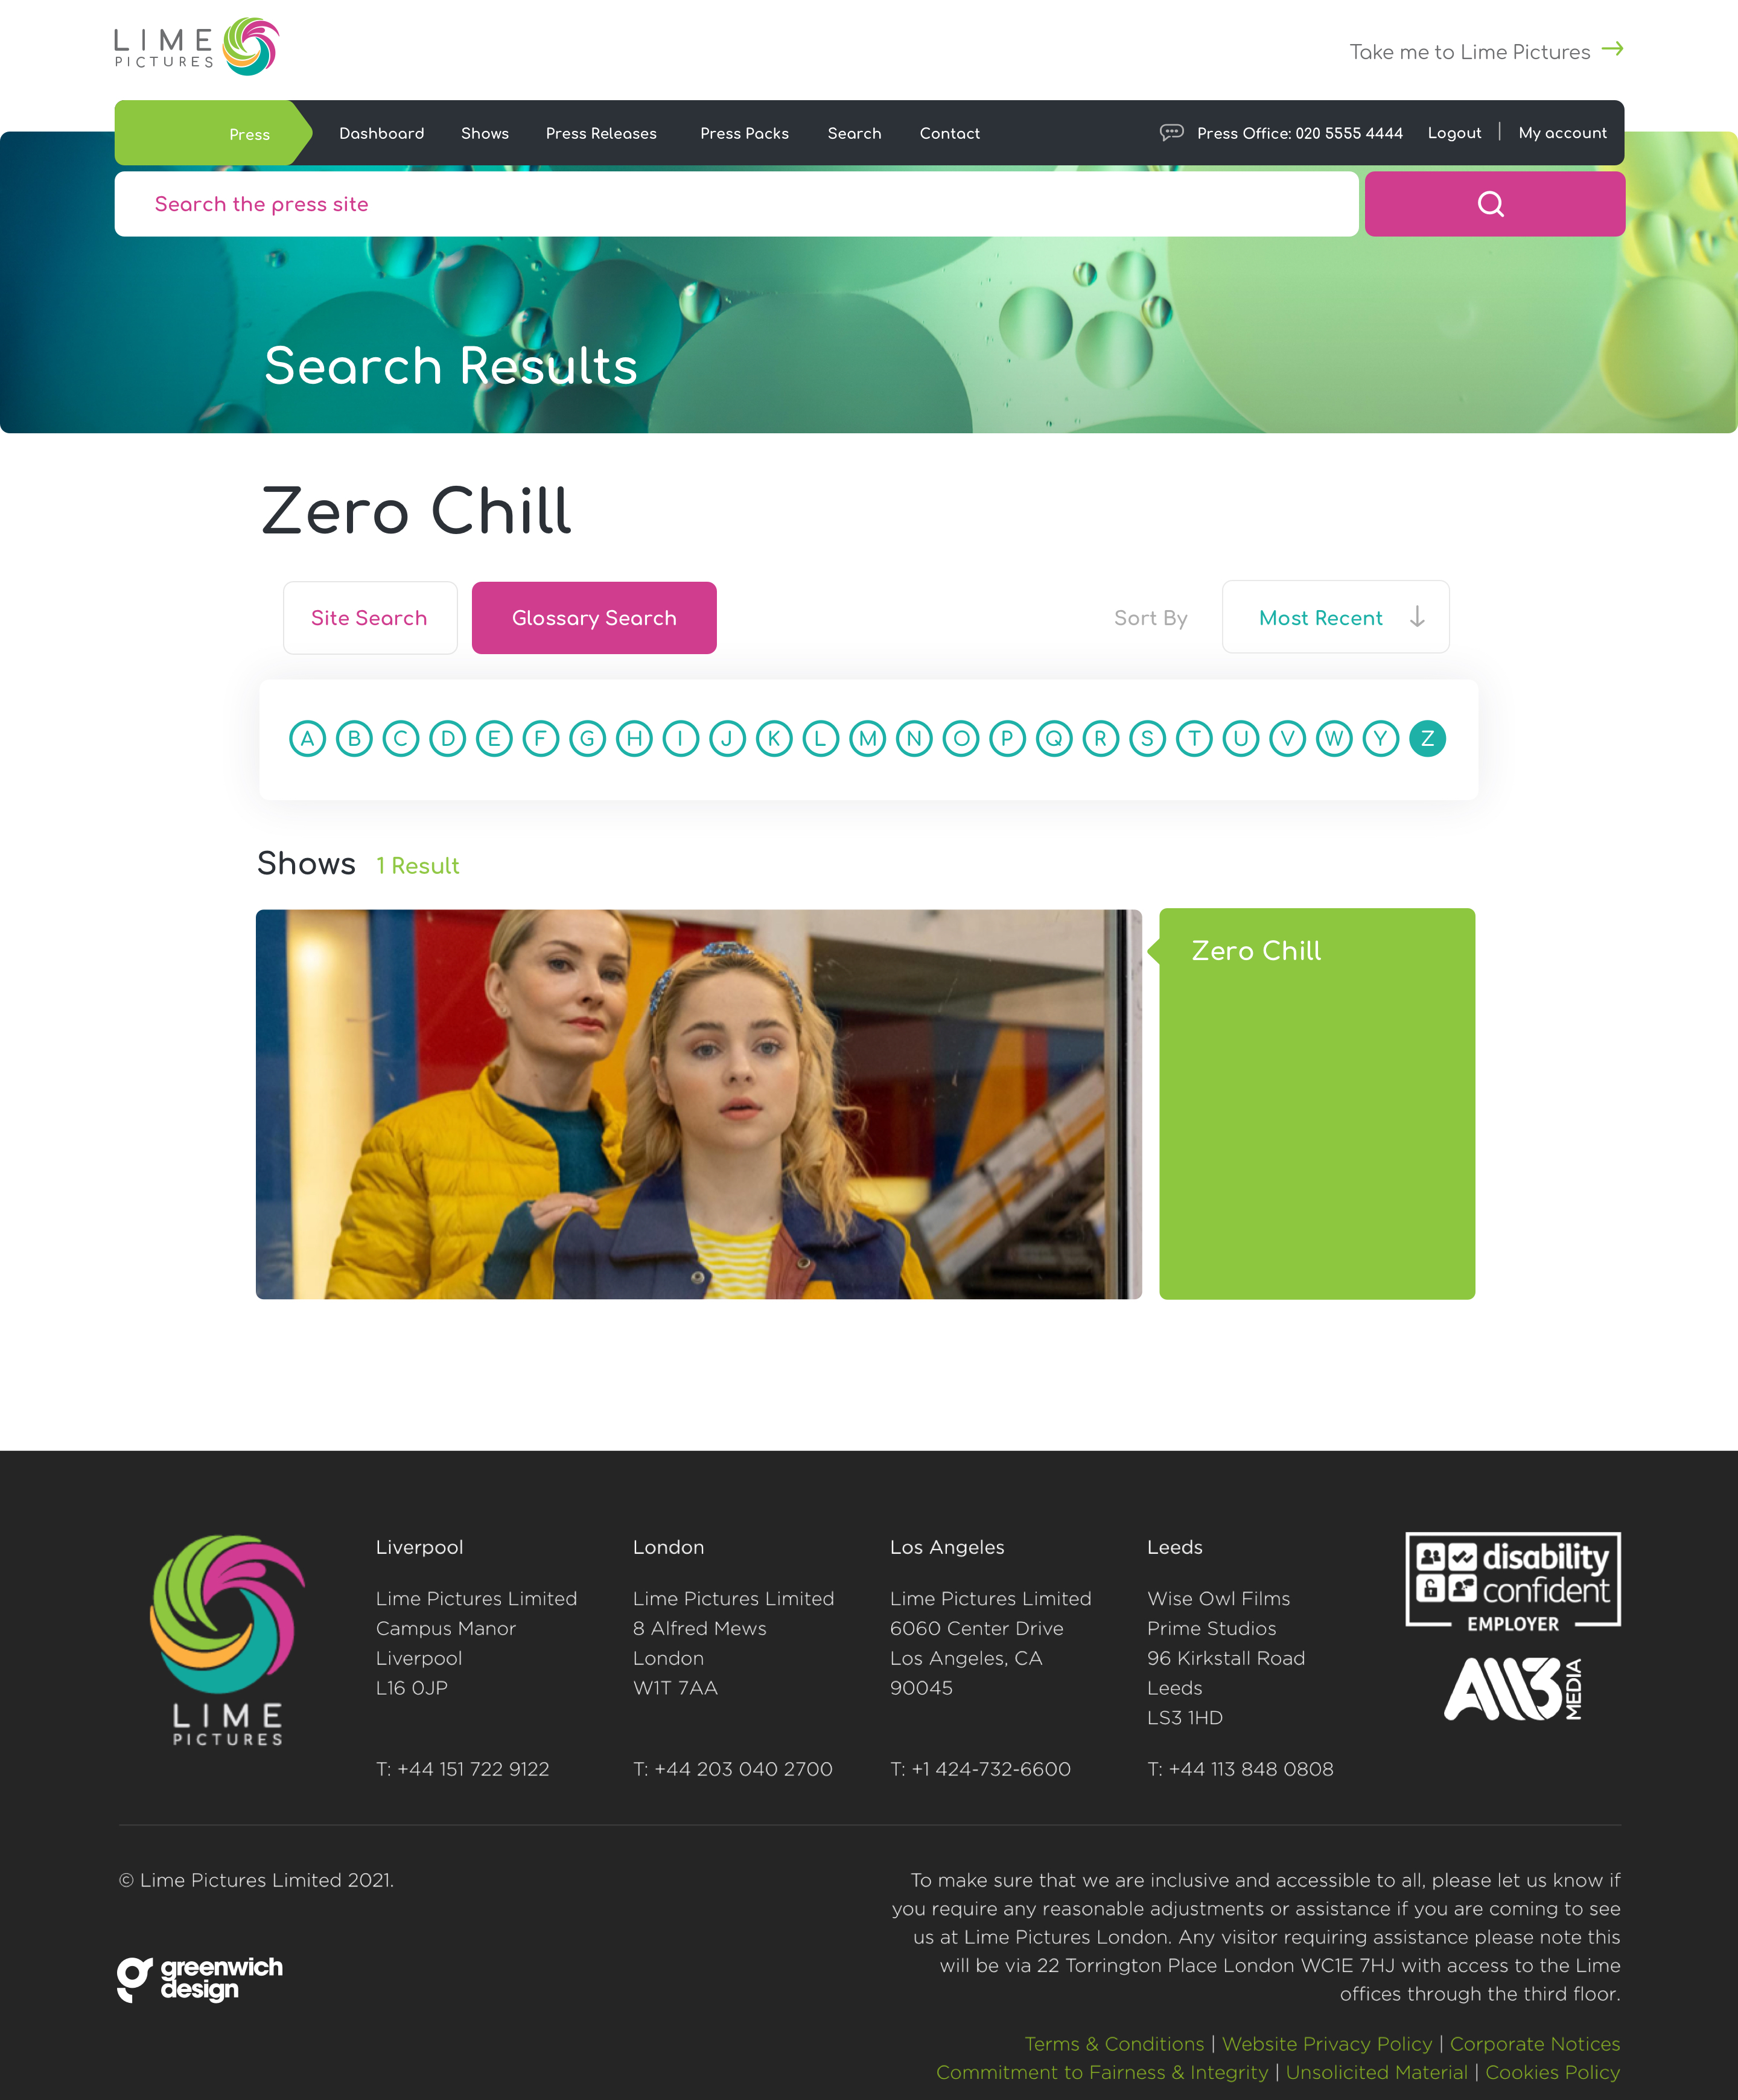 LIME
PICTURES
Take me to Lime Pictures
Press
Dashboard
Shows
Press Releases
Press Packs
Search
Contact
Press Office: 020 5555 4444
Logout
My account
Search the press site
Search Results
Zero Chill
Site Search
Glossary Search
Sort By
Most Recent
A B C D E F G H I J K L M N O P Q R S T U V W Y Z
Shows 1 Result
Zero Chill
LIME
PICTURES
Liverpool
Lime Pictures Limited
Campus Manor
Liverpool
L16 0JP
T: +44 151 722 9122
London
Lime Pictures Limited
8 Alfred Mews
London
W1T 7AA
T: +44 203 040 2700
Los Angeles
Lime Pictures Limited
6060 Center Drive
Los Angeles, CA
90045
T: +1 424-732-6600
Leeds
Wise Owl Films
Prime Studios
96 Kirkstall Road
Leeds
LS3 1HD
T: +44 113 848 0808
disability
confident
EMPLOYER
All3
MEDIA
© Lime Pictures Limited 2021.
greenwich
design
To make sure that we are inclusive and accessible to all, please let us know if
you require any reasonable adjustments or assistance if you are coming to see
us at Lime Pictures London. Any visitor requiring assistance please note this
will be via 22 Torrington Place London WC1E 7HJ with access to the Lime
offices through the third floor.
Terms & Conditions | Website Privacy Policy | Corporate Notices
Commitment to Fairness & Integrity | Unsolicited Material | Cookies Policy